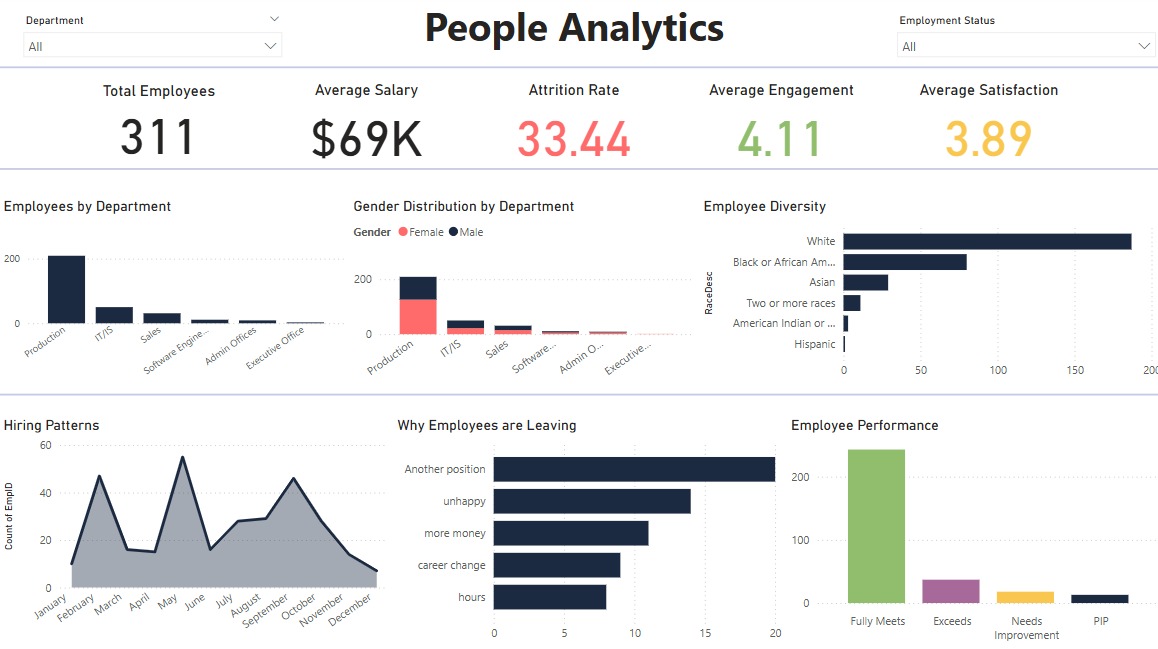 Department
All
People Analytics
Employment Status
All
Total Employees
311
Average Salary
$69K
Attrition Rate
33.44
Average Engagement
4.11
Average Satisfaction
3.89
Employees by Department
200
0
Production
IT/IS
Sales
Software Engine...
Admin Offices
Executive Office
Gender Distribution by Department
Gender Female Male
200
0
Production
IT/IS
Sales
Software...
Admin O...
Executive...
Employee Diversity
RaceDesc
White
Black or African Am...
Asian
Two or more races
American Indian or ...
Hispanic
0 50 100 150 200
Hiring Patterns
Count of EmpID
60
40
20
0
January
February
March
April
May
June
July
August
September
October
November
December
Why Employees are Leaving
Another position
unhappy
more money
career change
hours
0 5 10 15 20
Employee Performance
200
100
0
Fully Meets
Exceeds
Needs
Improvement
PIP